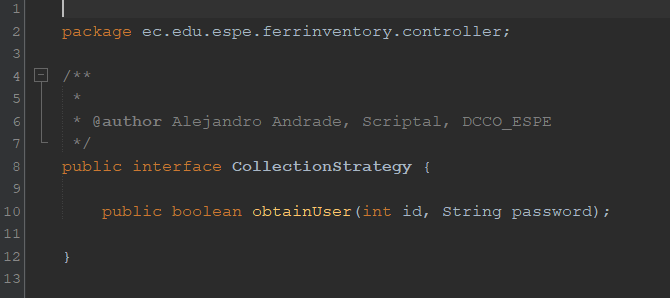 1
2 package ec.edu.espe.ferrinventory.controller;
3
4 /**
5 *
6 * @author Alejandro Andrade, Scriptal, DCCO_ESPE
7 */
8 public interface CollectionStrategy {
9
10 public boolean obtainUser(int id, String password);
11
12 }
13